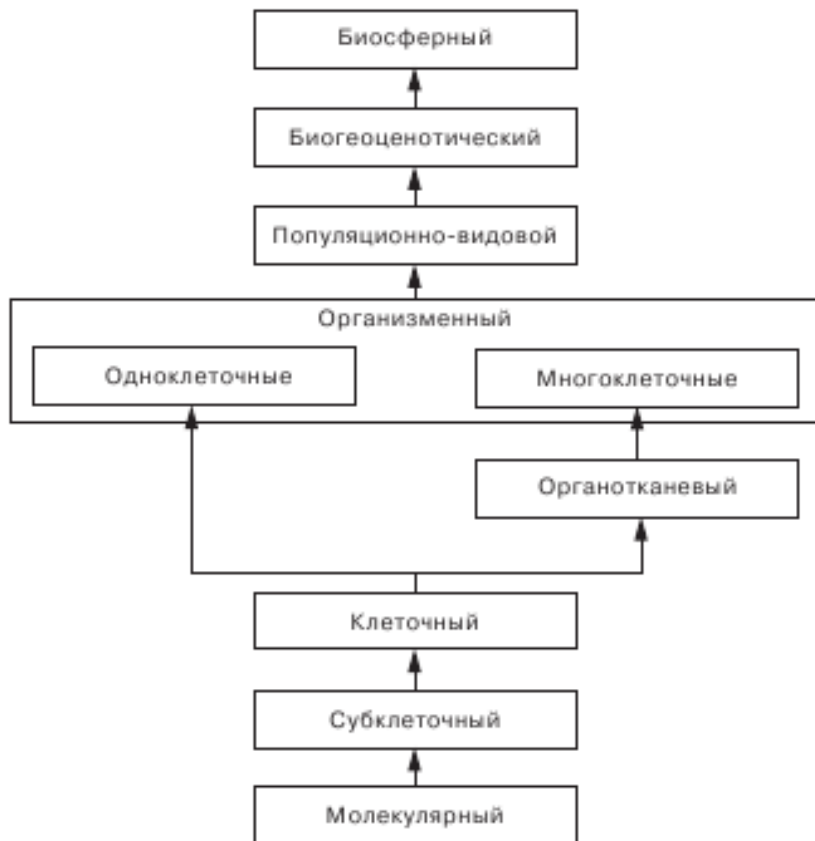 Биосферный
Биогеоценотический
Популяционно-видовой
Организменный
Одноклеточные
Многоклеточные
Органотканевый
Клеточный
Субклеточный
Молекулярный